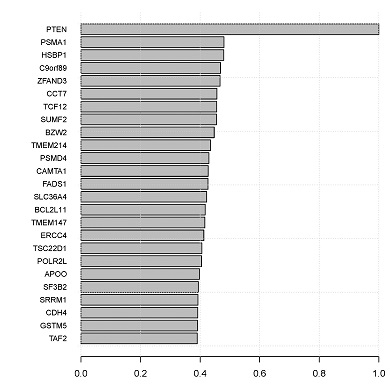 PTEN
PSMA1
HSBP1
C9orf89
ZFAND3
CCT7
TCF12
SUMF2
BZW2
TMEM214
PSMD4
CAMTA1
FADS1
SLC36A4
BCL2L11
TMEM147
ERCC4
TSC22D1
POLR2L
APOO
SF3B2
SRRM1
CDH4
GSTM5
TAF2
0.0 0.2 0.4 0.6 0.8 1.0